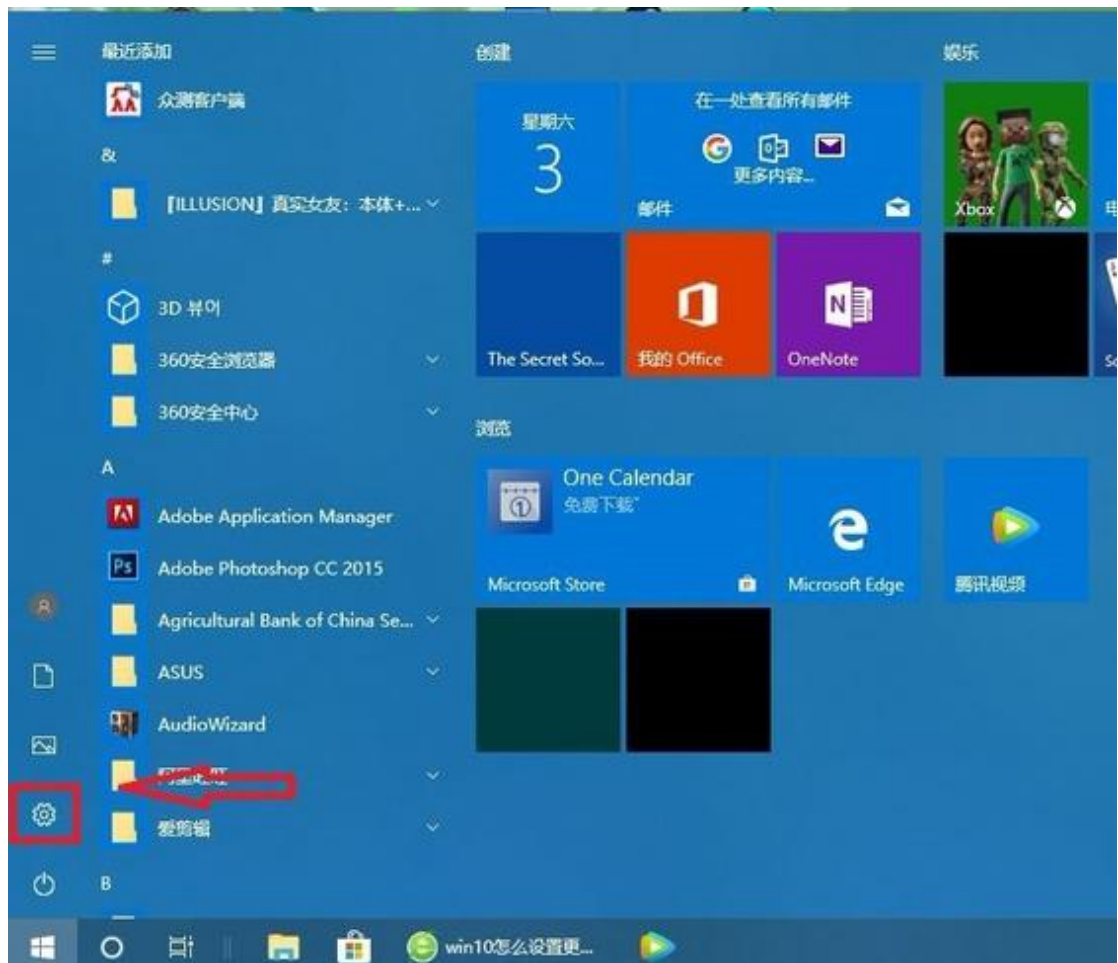 最近添加
众测客户端
&
『ILLUSION』真实女友：本体+...
#
3D 뷰어
360安全浏览器
360安全中心
A
Adobe Application Manager
Ps
Adobe Photoshop CC 2015
Agricultural Bank of China Se...
ASUS
AudioWizard
爱剪辑
B
创建
星期六
3
在一处查看所有邮件
更多内容...
邮件
The Secret So...
我的 Office
N
OneNote
浏览
One Calendar
免费下载
Microsoft Store
Microsoft Edge
娱乐
Xbox
腾讯视频
win10怎么设置更...